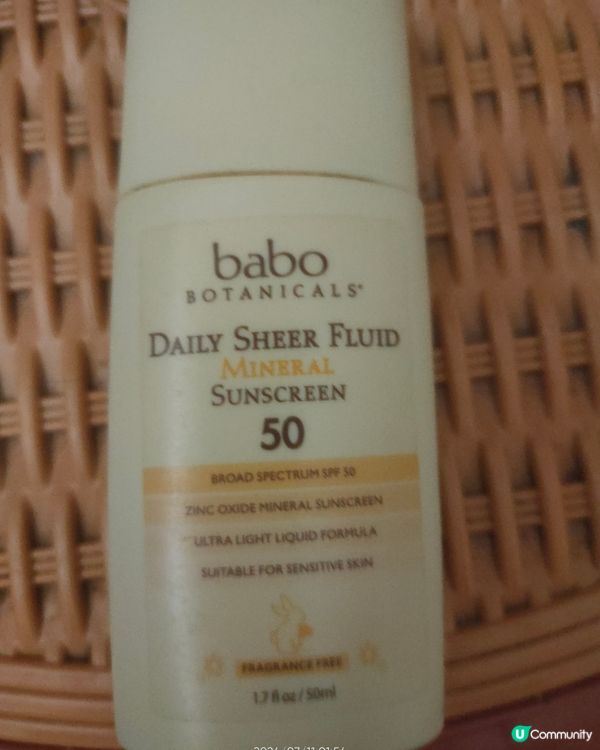 babo
BOTANICALS®
DAILY SHEER FLUID
MINERAL
SUNSCREEN
50
BROAD SPECTRUM SPF 50
ZINC OXIDE MINERAL SUNSCREEN
ULTRA LIGHT LIQUID FORMULA
SUITABLE FOR SENSITIVE SKIN
FRAGRANCE FREE
1.7 fl oz / 50ml
U Community